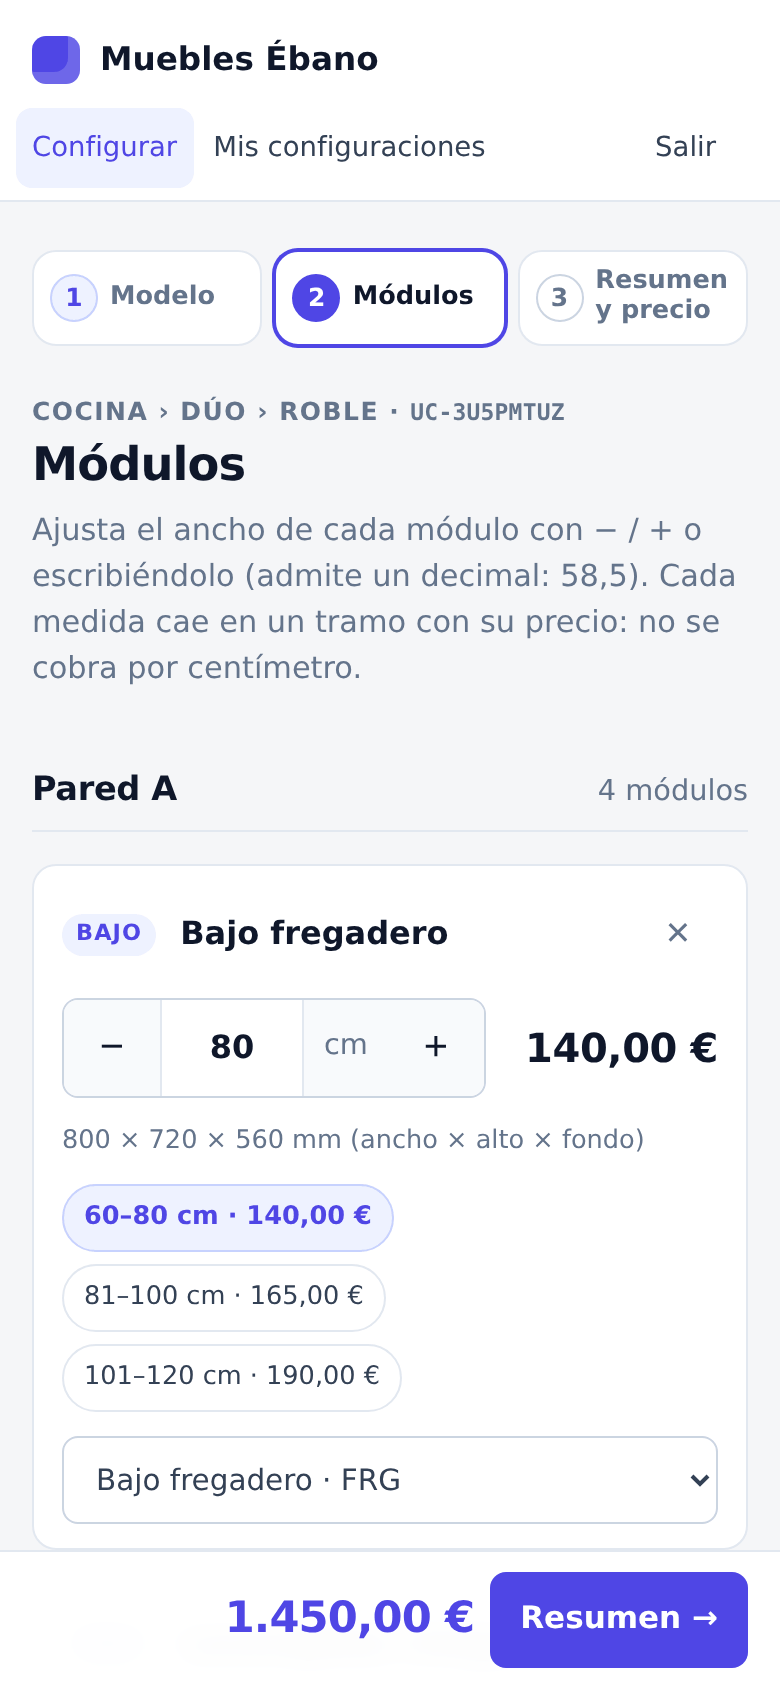 Muebles Ébano
Configurar Mis configuraciones Salir
1 Modelo
2 Módulos
3 Resumen
y precio
COCINA › DÚO › ROBLE · UC-3U5PMTUZ
Módulos
Ajusta el ancho de cada módulo con − / + o
escribiéndolo (admite un decimal: 58,5). Cada
medida cae en un tramo con su precio: no se
cobra por centímetro.
Pared A 4 módulos
BAJO Bajo fregadero ✕
− 80 cm + 140,00 €
800 × 720 × 560 mm (ancho × alto × fondo)
60–80 cm · 140,00 €
81–100 cm · 165,00 €
101–120 cm · 190,00 €
Bajo fregadero · FRG
1.450,00 € Resumen →